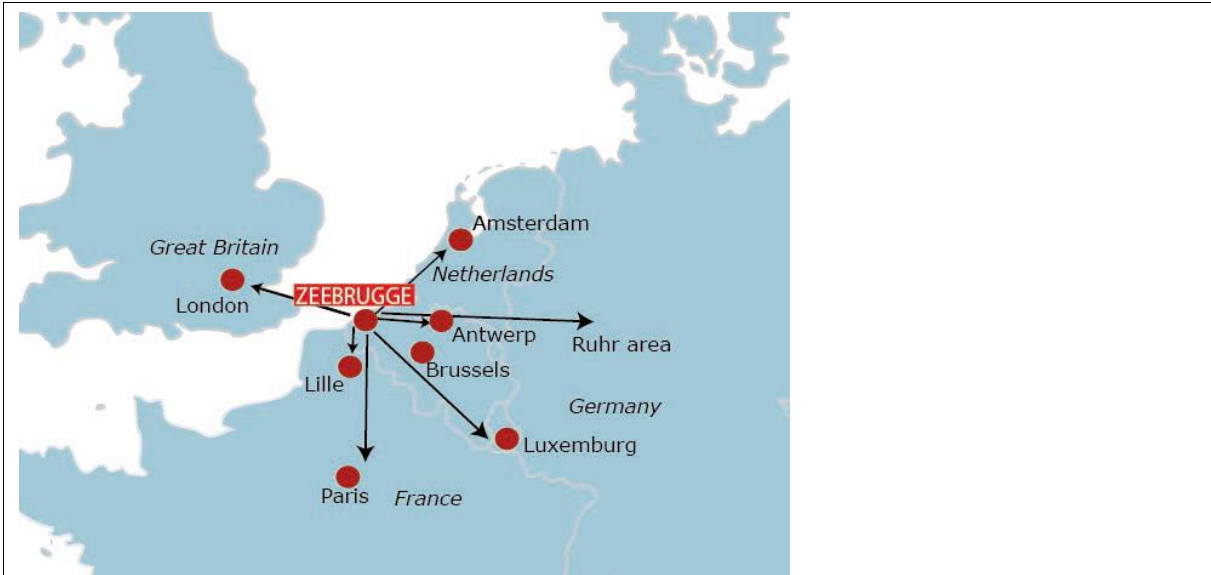 Amsterdam
Great Britain
Netherlands
London
ZEEBRUGGE
Antwerp
Ruhr area
Brussels
Lille
Germany
Luxemburg
Paris
France